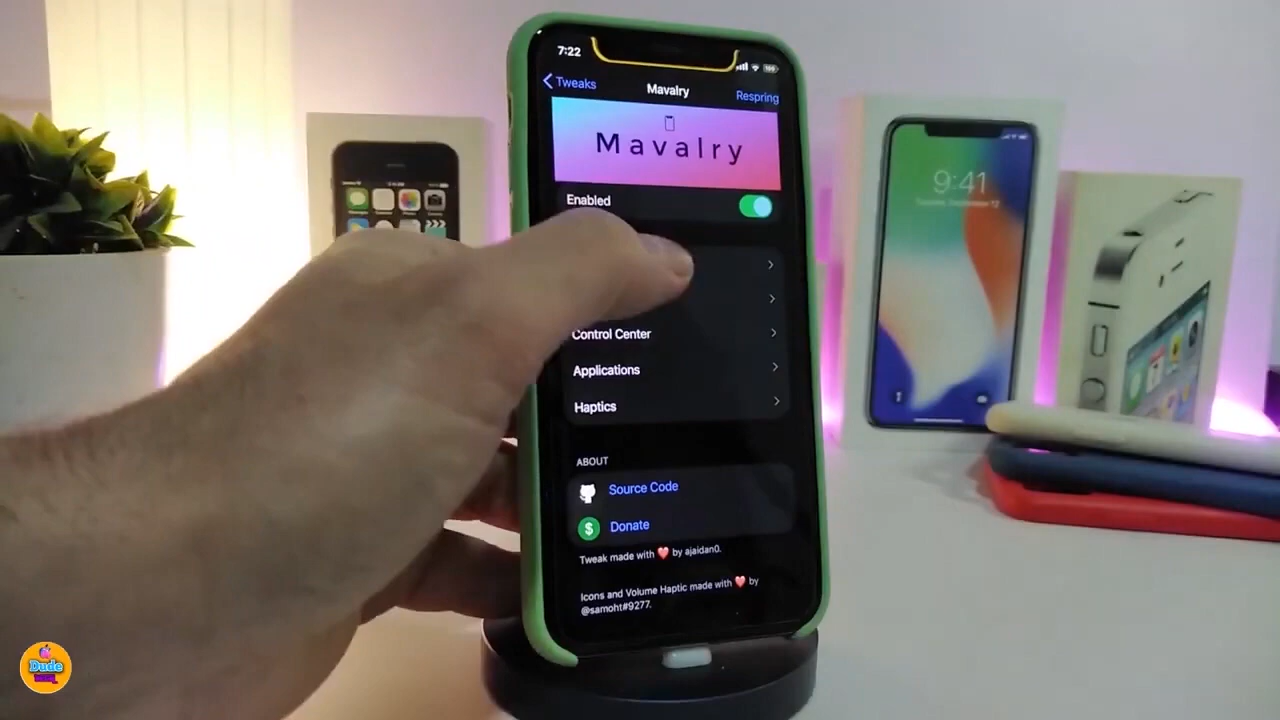 7:22
Tweaks
Mavalry
Respring
Mavalry
Enabled
Control Center
Applications
Haptics
ABOUT
Source Code
$
Donate
Tweak made with ❤️ by ajaidan0.
Icons and Volume Haptic made with ❤️ by
@samoht#9277.
9:41
Dude